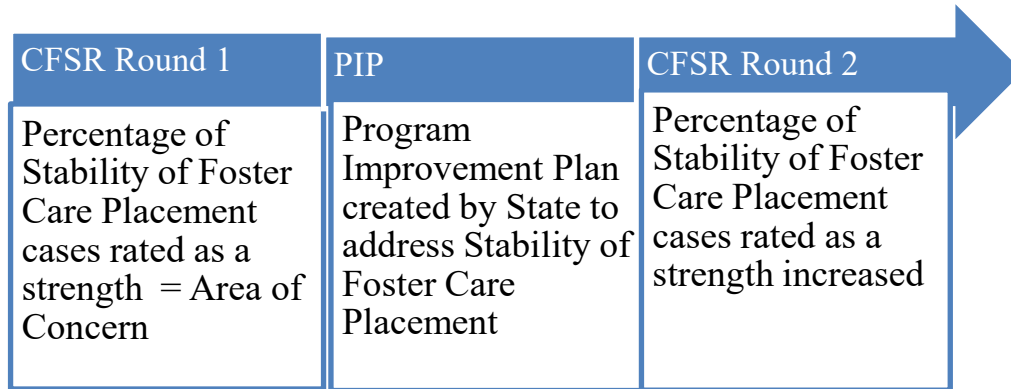 CFSR Round 1
Percentage of
Stability of Foster
Care Placement
cases rated as a
strength = Area of
Concern
PIP
Program
Improvement Plan
created by State to
address Stability of
Foster Care
Placement
CFSR Round 2
Percentage of
Stability of Foster
Care Placement
cases rated as a
strength increased